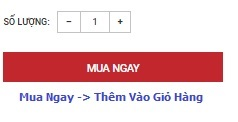 SỐ LƯỢNG: − 1 +
MUA NGAY
Mua Ngay -> Thêm Vào Giỏ Hàng